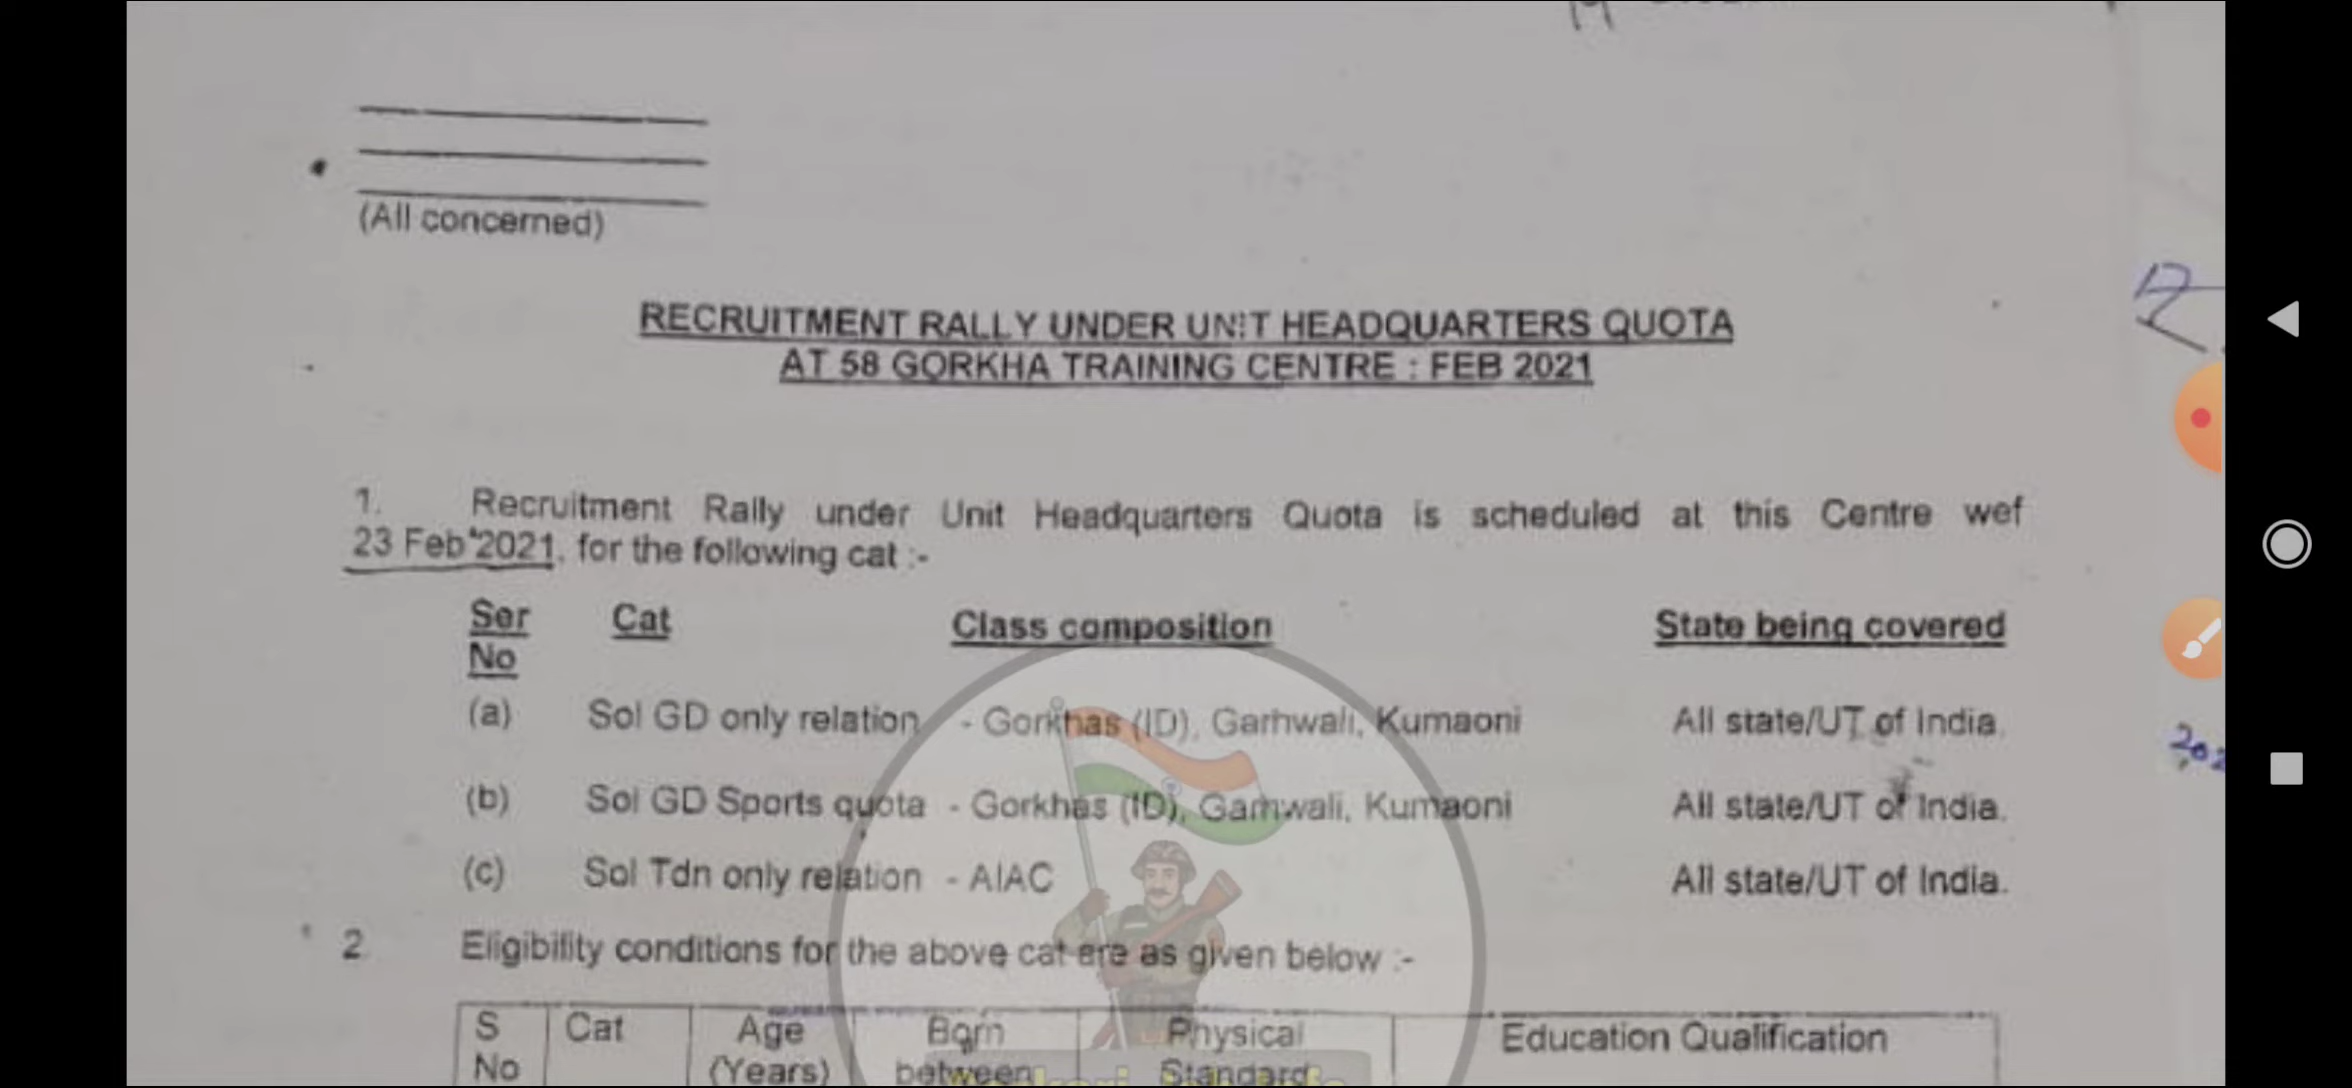 (All concerned)
RECRUITMENT RALLY UNDER UNIT HEADQUARTERS QUOTA
AT 58 GORKHA TRAINING CENTRE : FEB 2021
1. Recruitment Rally under Unit Headquarters Quota is scheduled at this Centre wef
23 Feb 2021, for the following cat :-
Ser No Cat Class composition State being covered
(a) Sol GD only relation - Gorkhas (ID), Garhwali, Kumaoni All state/UT of India.
(b) Sol GD Sports quota - Gorkhas (ID), Garhwali, Kumaoni All state/UT of India.
(c) Sol Tdn only relation - AIAC All state/UT of India.
2. Eligibility conditions for the above cat are as given below :-
S Cat Age Born Physical Education Qualification
No (Years) between Standard